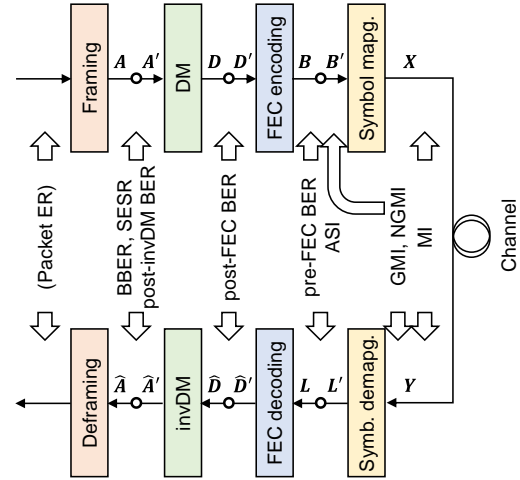 Framing
A A′
DM
D D′
FEC encoding
B B′
Symbol mapg.
X
(Packet ER)
BBER, SESR
post-invDM BER
post-FEC BER
pre-FEC BER
ASI
GMI, NGMI
MI
Channel
Deframing
Â Â′
invDM
D̂ D̂′
FEC decoding
L L′
Symb. demapg.
Y